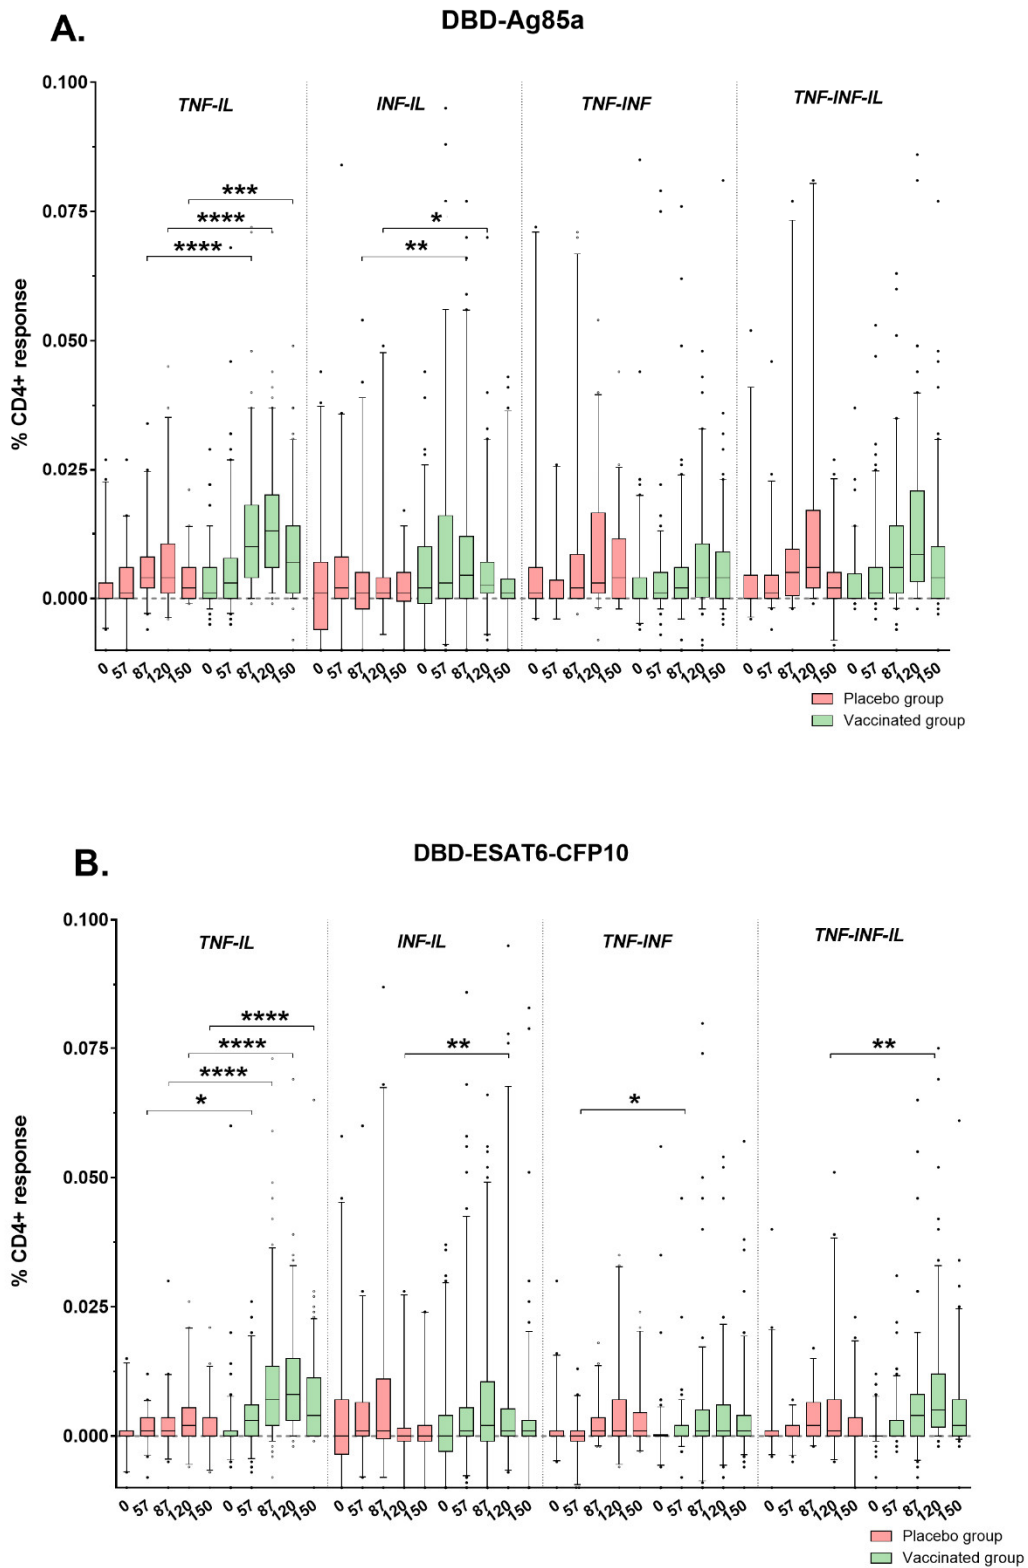 A.
DBD-Ag85a
% CD4+ response
0.100
0.075
0.050
0.025
0.000
TNF-IL
INF-IL
TNF-INF
TNF-INF-IL
***
****
****
*
**
0 57 87 120 150 0 57 87 120 150 0 57 87 120 150 0 57 87 120 150 0 57 87 120 150 0 57 87 120 150 0 57 87 120 150 0 57 87 120 150
Placebo group
Vaccinated group
B.
DBD-ESAT6-CFP10
% CD4+ response
0.100
0.075
0.050
0.025
0.000
TNF-IL
INF-IL
TNF-INF
TNF-INF-IL
****
****
****
*
**
*
**
0 57 87 120 150 0 57 87 120 150 0 57 87 120 150 0 57 87 120 150 0 57 87 120 150 0 57 87 120 150 0 57 87 120 150 0 57 87 120 150
Placebo group
Vaccinated group